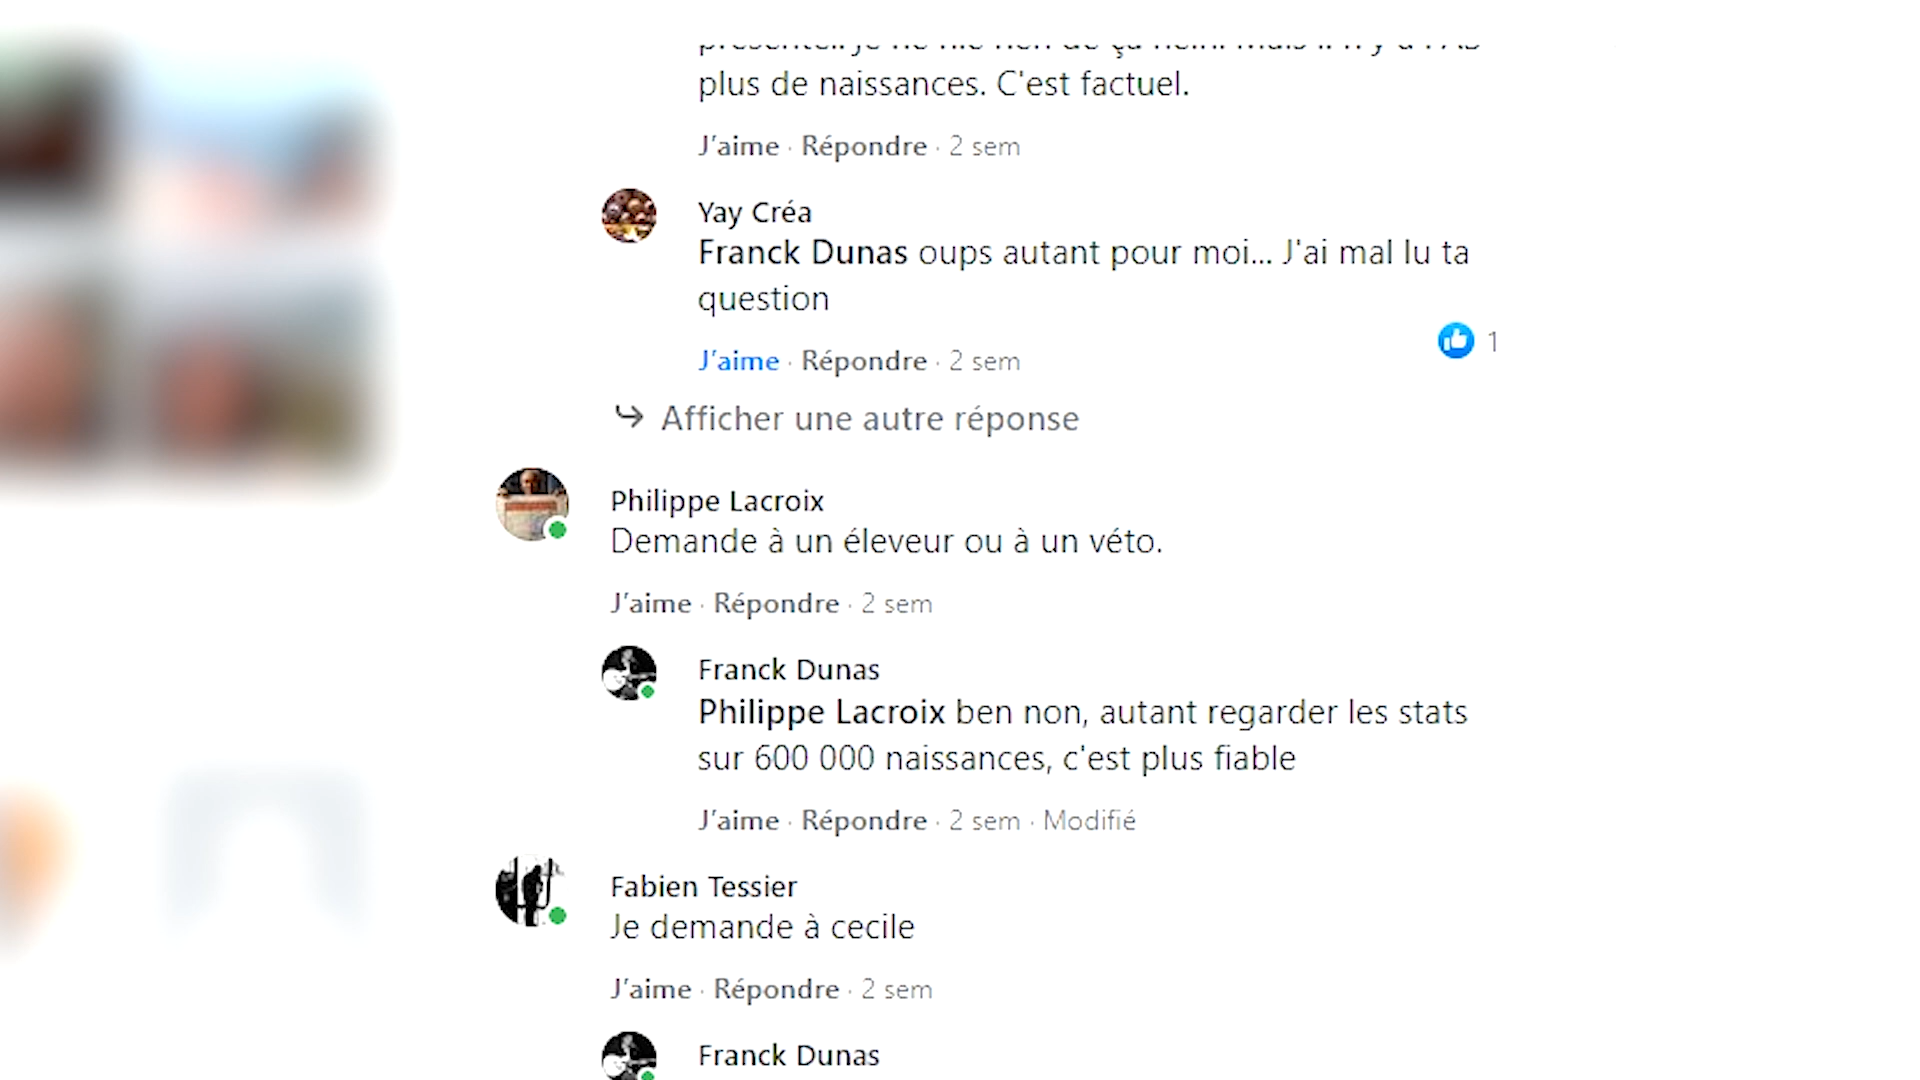 plus de naissances. C'est factuel.
J'aime · Répondre · 2 sem
Yay Créa
Franck Dunas oups autant pour moi... J'ai mal lu ta
question
1
J'aime · Répondre · 2 sem
Afficher une autre réponse
Philippe Lacroix
Demande à un éleveur ou à un véto.
J'aime · Répondre · 2 sem
Franck Dunas
Philippe Lacroix ben non, autant regarder les stats
sur 600 000 naissances, c'est plus fiable
J'aime · Répondre · 2 sem · Modifié
Fabien Tessier
Je demande à cecile
J'aime · Répondre · 2 sem
Franck Dunas